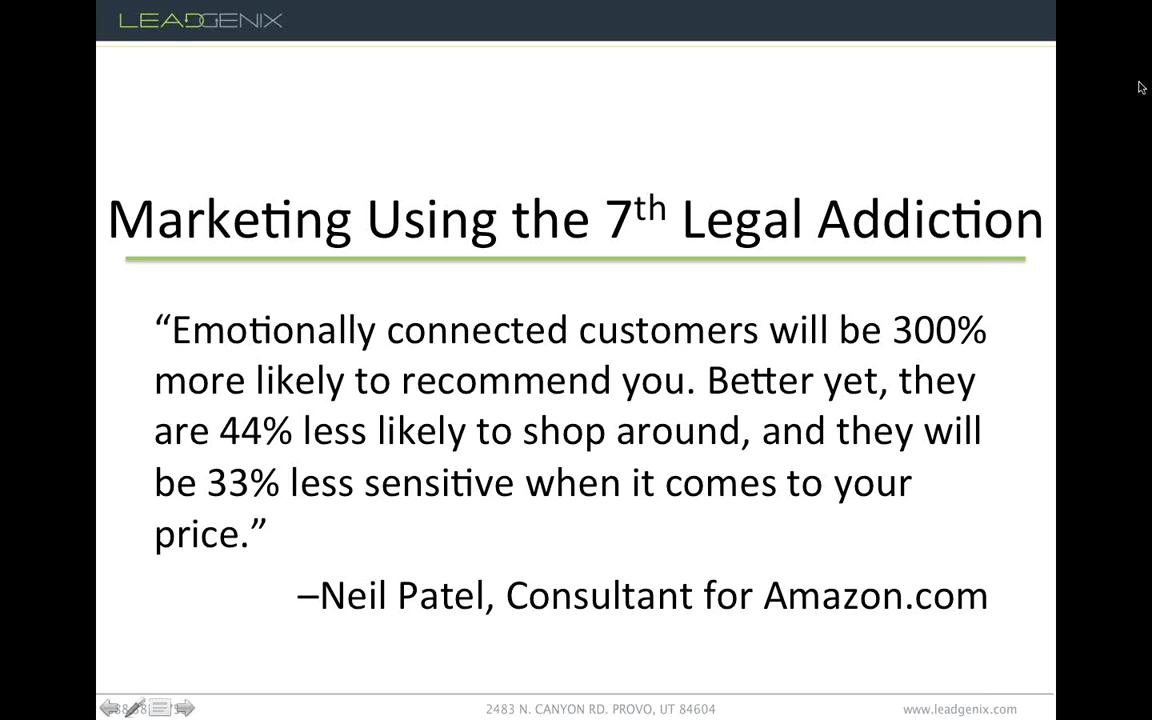 LEADGENIX
Marketing Using the 7th Legal Addiction
“Emotionally connected customers will be 300%
more likely to recommend you. Better yet, they
are 44% less likely to shop around, and they will
be 33% less sensitive when it comes to your
price.”
–Neil Patel, Consultant for Amazon.com
2483 N. CANYON RD. PROVO, UT 84604
www.leadgenix.com